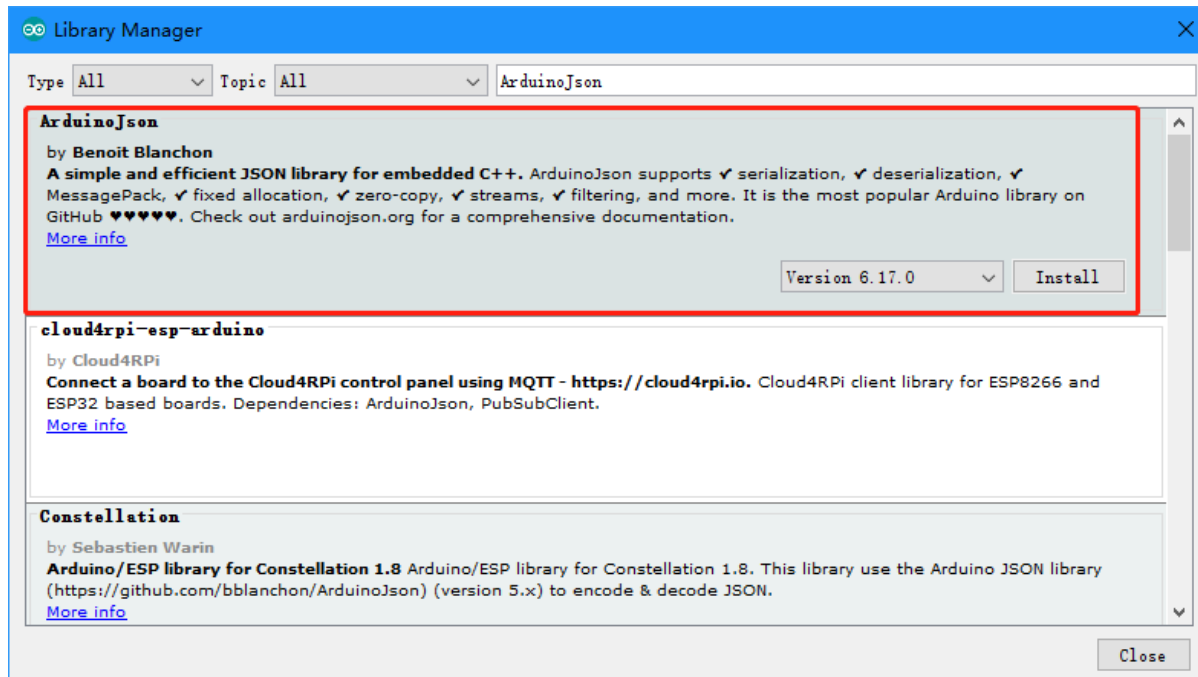 Library Manager
Type All Topic All ArduinoJson
ArduinoJson
by Benoit Blanchon
A simple and efficient JSON library for embedded C++. ArduinoJson supports ✔ serialization, ✔ deserialization, ✔
MessagePack, ✔ fixed allocation, ✔ zero-copy, ✔ streams, ✔ filtering, and more. It is the most popular Arduino library on
GitHub ♥♥♥♥♥. Check out arduinojson.org for a comprehensive documentation.
More info
Version 6.17.0 Install
cloud4rpi-esp-arduino
by Cloud4RPi
Connect a board to the Cloud4RPi control panel using MQTT - https://cloud4rpi.io. Cloud4RPi client library for ESP8266 and
ESP32 based boards. Dependencies: ArduinoJson, PubSubClient.
More info
Constellation
by Sebastien Warin
Arduino/ESP library for Constellation 1.8 Arduino/ESP library for Constellation 1.8. This library use the Arduino JSON library
(https://github.com/bblanchon/ArduinoJson) (version 5.x) to encode & decode JSON.
More info
Close